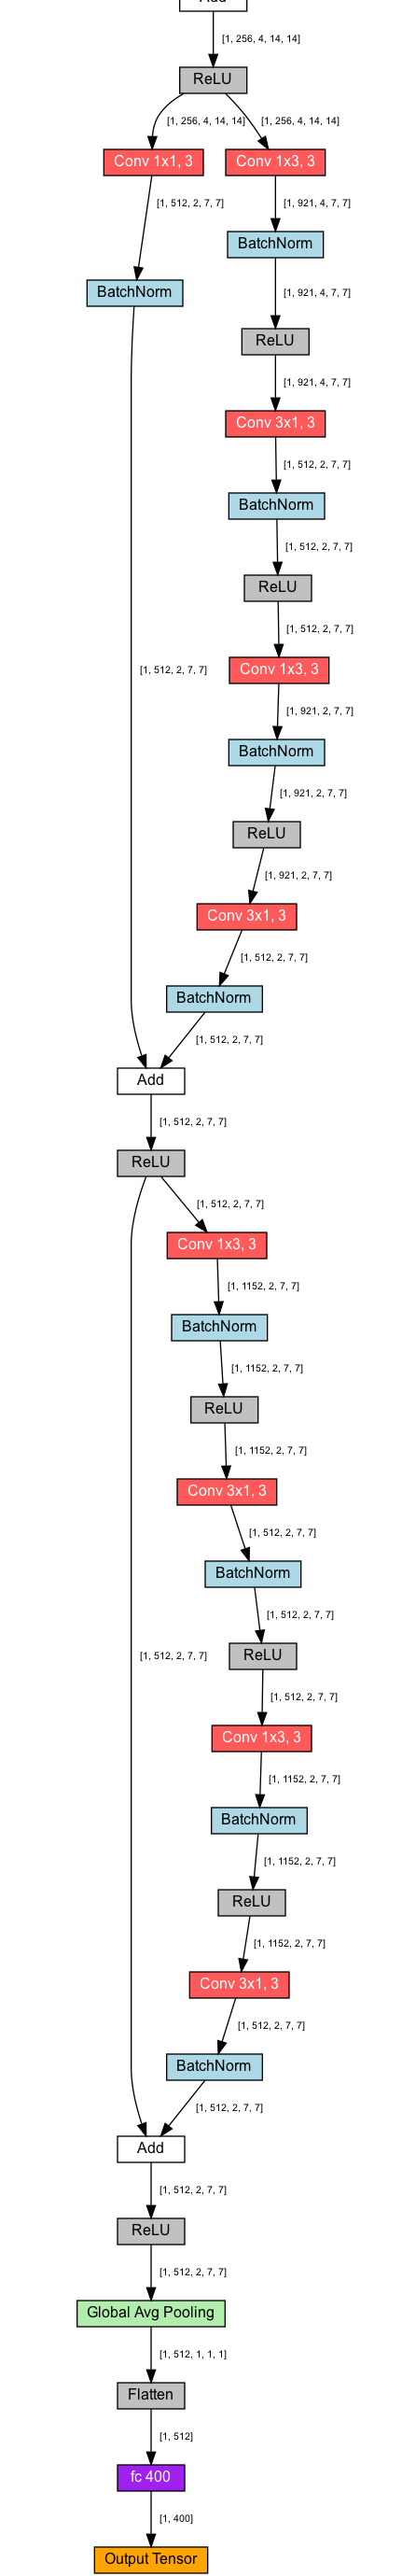 Add
[1, 256, 4, 14, 14]
ReLU
[1, 256, 4, 14, 14]
[1, 256, 4, 14, 14]
Conv 1x1, 3
Conv 1x3, 3
[1, 512, 2, 7, 7]
[1, 921, 4, 7, 7]
BatchNorm
BatchNorm
[1, 921, 4, 7, 7]
ReLU
[1, 921, 4, 7, 7]
Conv 3x1, 3
[1, 512, 2, 7, 7]
BatchNorm
[1, 512, 2, 7, 7]
ReLU
[1, 512, 2, 7, 7]
[1, 512, 2, 7, 7]
Conv 1x3, 3
[1, 921, 2, 7, 7]
BatchNorm
[1, 921, 2, 7, 7]
ReLU
[1, 921, 2, 7, 7]
Conv 3x1, 3
[1, 512, 2, 7, 7]
BatchNorm
[1, 512, 2, 7, 7]
Add
[1, 512, 2, 7, 7]
ReLU
[1, 512, 2, 7, 7]
Conv 1x3, 3
[1, 1152, 2, 7, 7]
BatchNorm
[1, 1152, 2, 7, 7]
ReLU
[1, 1152, 2, 7, 7]
Conv 3x1, 3
[1, 512, 2, 7, 7]
BatchNorm
[1, 512, 2, 7, 7]
ReLU
[1, 512, 2, 7, 7]
[1, 512, 2, 7, 7]
Conv 1x3, 3
[1, 1152, 2, 7, 7]
BatchNorm
[1, 1152, 2, 7, 7]
ReLU
[1, 1152, 2, 7, 7]
Conv 3x1, 3
[1, 512, 2, 7, 7]
BatchNorm
[1, 512, 2, 7, 7]
Add
[1, 512, 2, 7, 7]
ReLU
[1, 512, 2, 7, 7]
Global Avg Pooling
[1, 512, 1, 1, 1]
Flatten
[1, 512]
fc 400
[1, 400]
Output Tensor